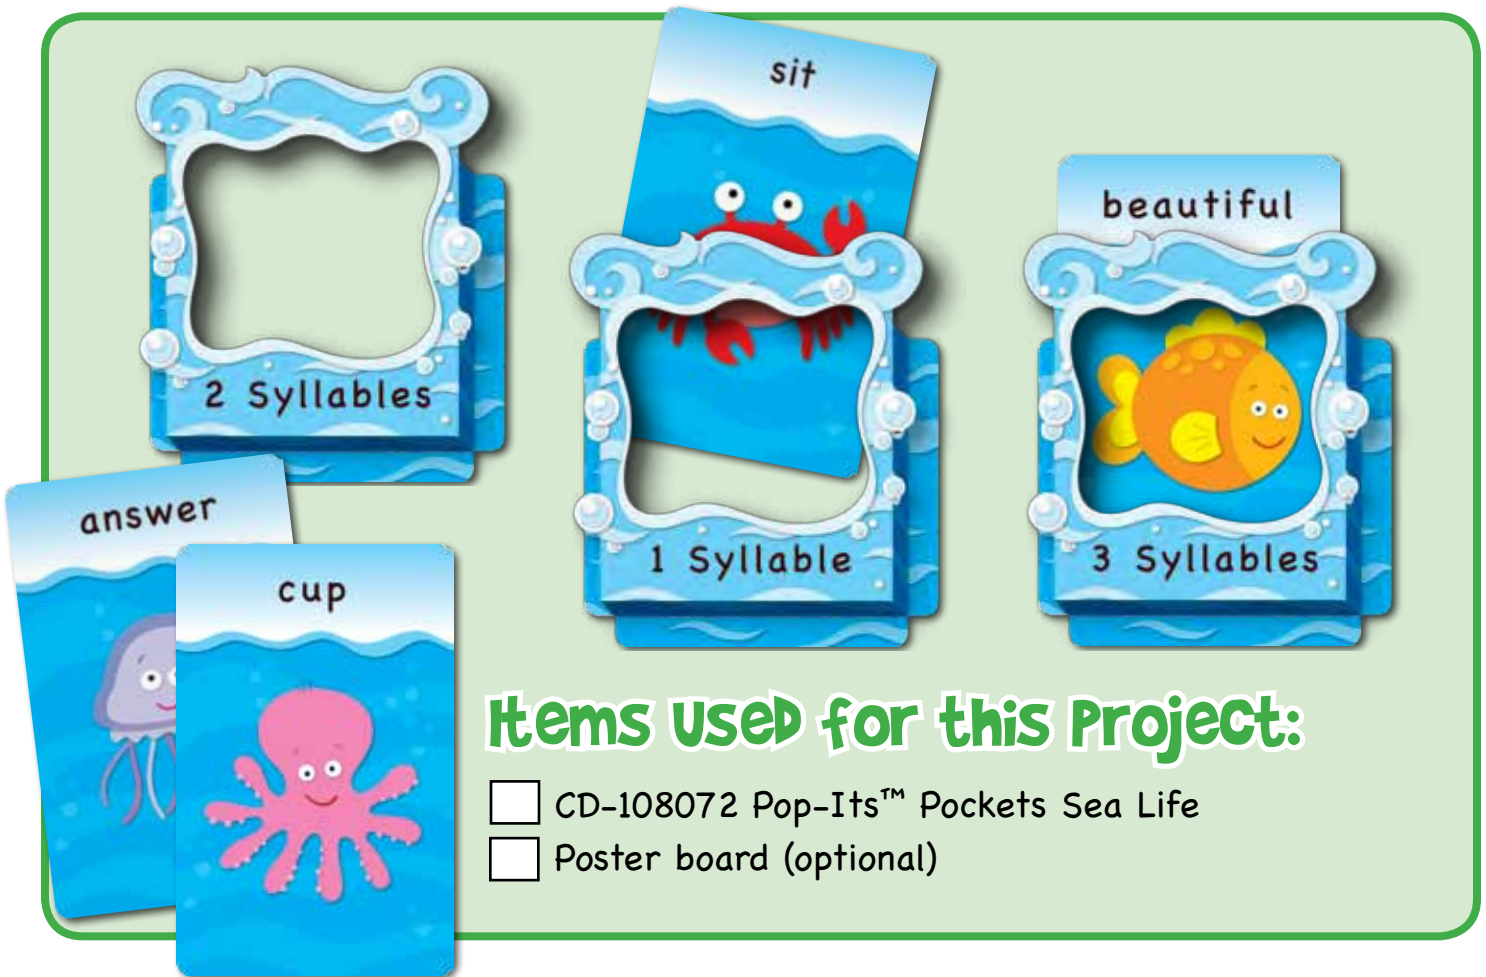 sit
beautiful
2 Syllables
1 Syllable
3 Syllables
answer
cup
Items Used for this Project:
CD-108072 Pop-Its™ Pockets Sea Life
Poster board (optional)